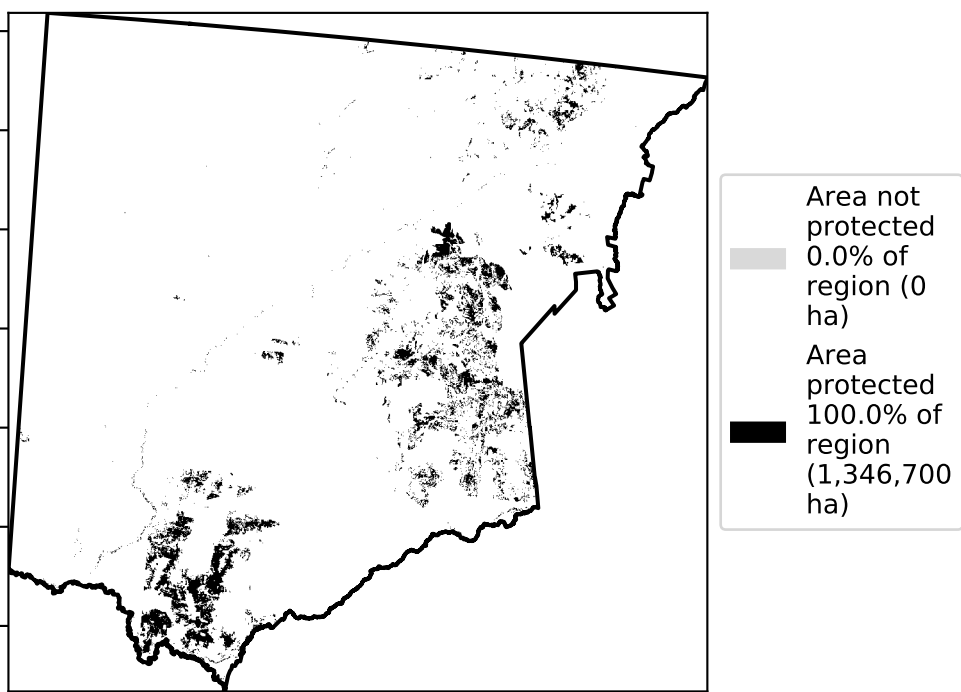 Area not
protected
0.0% of
region (0
ha)
Area
protected
100.0% of
region
(1,346,700
ha)